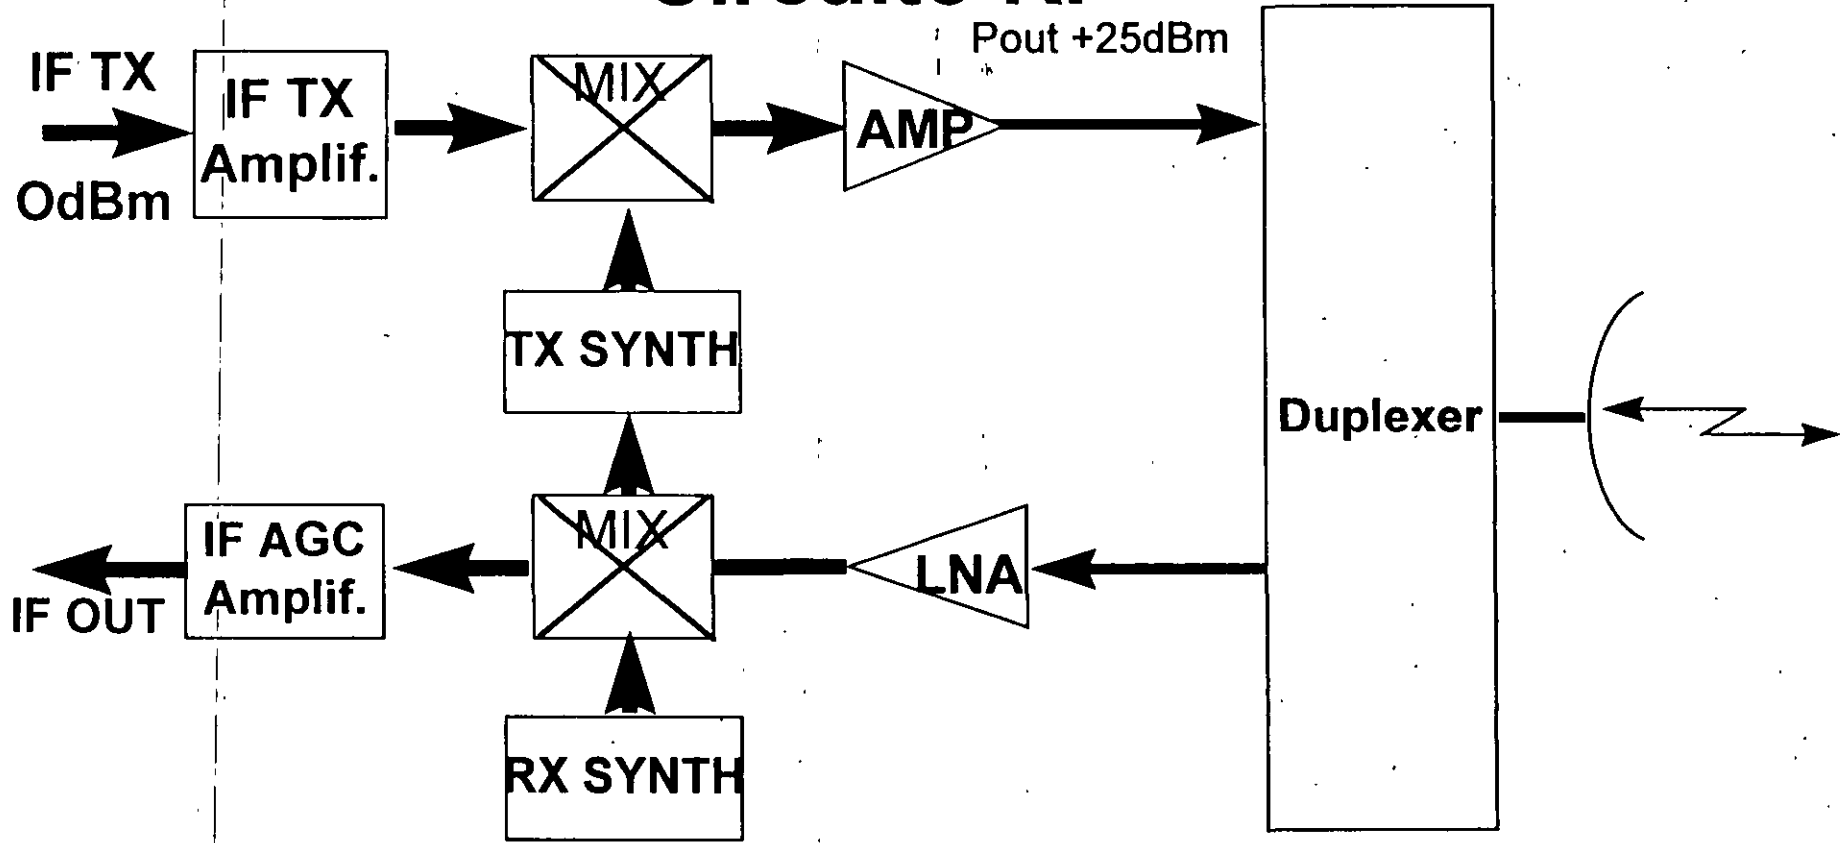 Pout +25dBm
IF TX
OdBm
IF TX
Amplif.
MIX
AMP
TX SYNTH
Duplexer
IF AGC
Amplif.
MIX
LNA
IF OUT
RX SYNTH